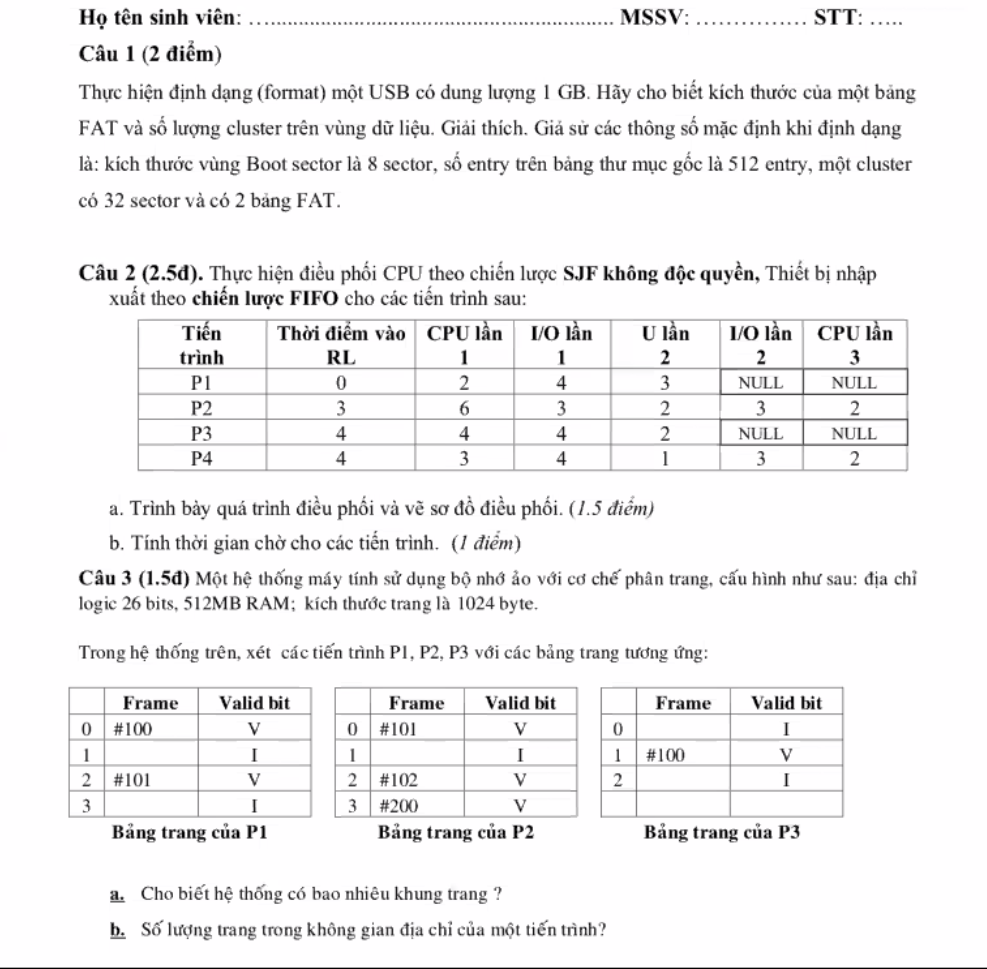 Họ tên sinh viên: ........................................................................ MSSV: ................ STT: .....
Câu 1 (2 điểm)
Thực hiện định dạng (format) một USB có dung lượng 1 GB. Hãy cho biết kích thước của một bảng
FAT và số lượng cluster trên vùng dữ liệu. Giải thích. Giả sử các thông số mặc định khi định dạng
là: kích thước vùng Boot sector là 8 sector, số entry trên bảng thư mục gốc là 512 entry, một cluster
có 32 sector và có 2 bảng FAT.
Câu 2 (2.5đ). Thực hiện điều phối CPU theo chiến lược SJF không độc quyền, Thiết bị nhập
xuất theo chiến lược FIFO cho các tiến trình sau:
Tiến trình | Thời điểm vào RL | CPU lần 1 | I/O lần 1 | U lần 2 | I/O lần 2 | CPU lần 3
P1 | 0 | 2 | 4 | 3 | NULL | NULL
P2 | 3 | 6 | 3 | 2 | 3 | 2
P3 | 4 | 4 | 4 | 2 | NULL | NULL
P4 | 4 | 3 | 4 | 1 | 3 | 2
a. Trình bày quá trình điều phối và vẽ sơ đồ điều phối. (1.5 điểm)
b. Tính thời gian chờ cho các tiến trình. (1 điểm)
Câu 3 (1.5đ) Một hệ thống máy tính sử dụng bộ nhớ ảo với cơ chế phân trang, cấu hình như sau: địa chỉ
logic 26 bits, 512MB RAM; kích thước trang là 1024 byte.
Trong hệ thống trên, xét các tiến trình P1, P2, P3 với các bảng trang tương ứng:
Frame | Valid bit
0 | #100 | V
1 | | I
2 | #101 | V
3 | | I
Bảng trang của P1
Frame | Valid bit
0 | #101 | V
1 | | I
2 | #102 | V
3 | #200 | V
Bảng trang của P2
Frame | Valid bit
0 | | I
1 | #100 | V
2 | | I
Bảng trang của P3
a. Cho biết hệ thống có bao nhiêu khung trang ?
b. Số lượng trang trong không gian địa chỉ của một tiến trình?